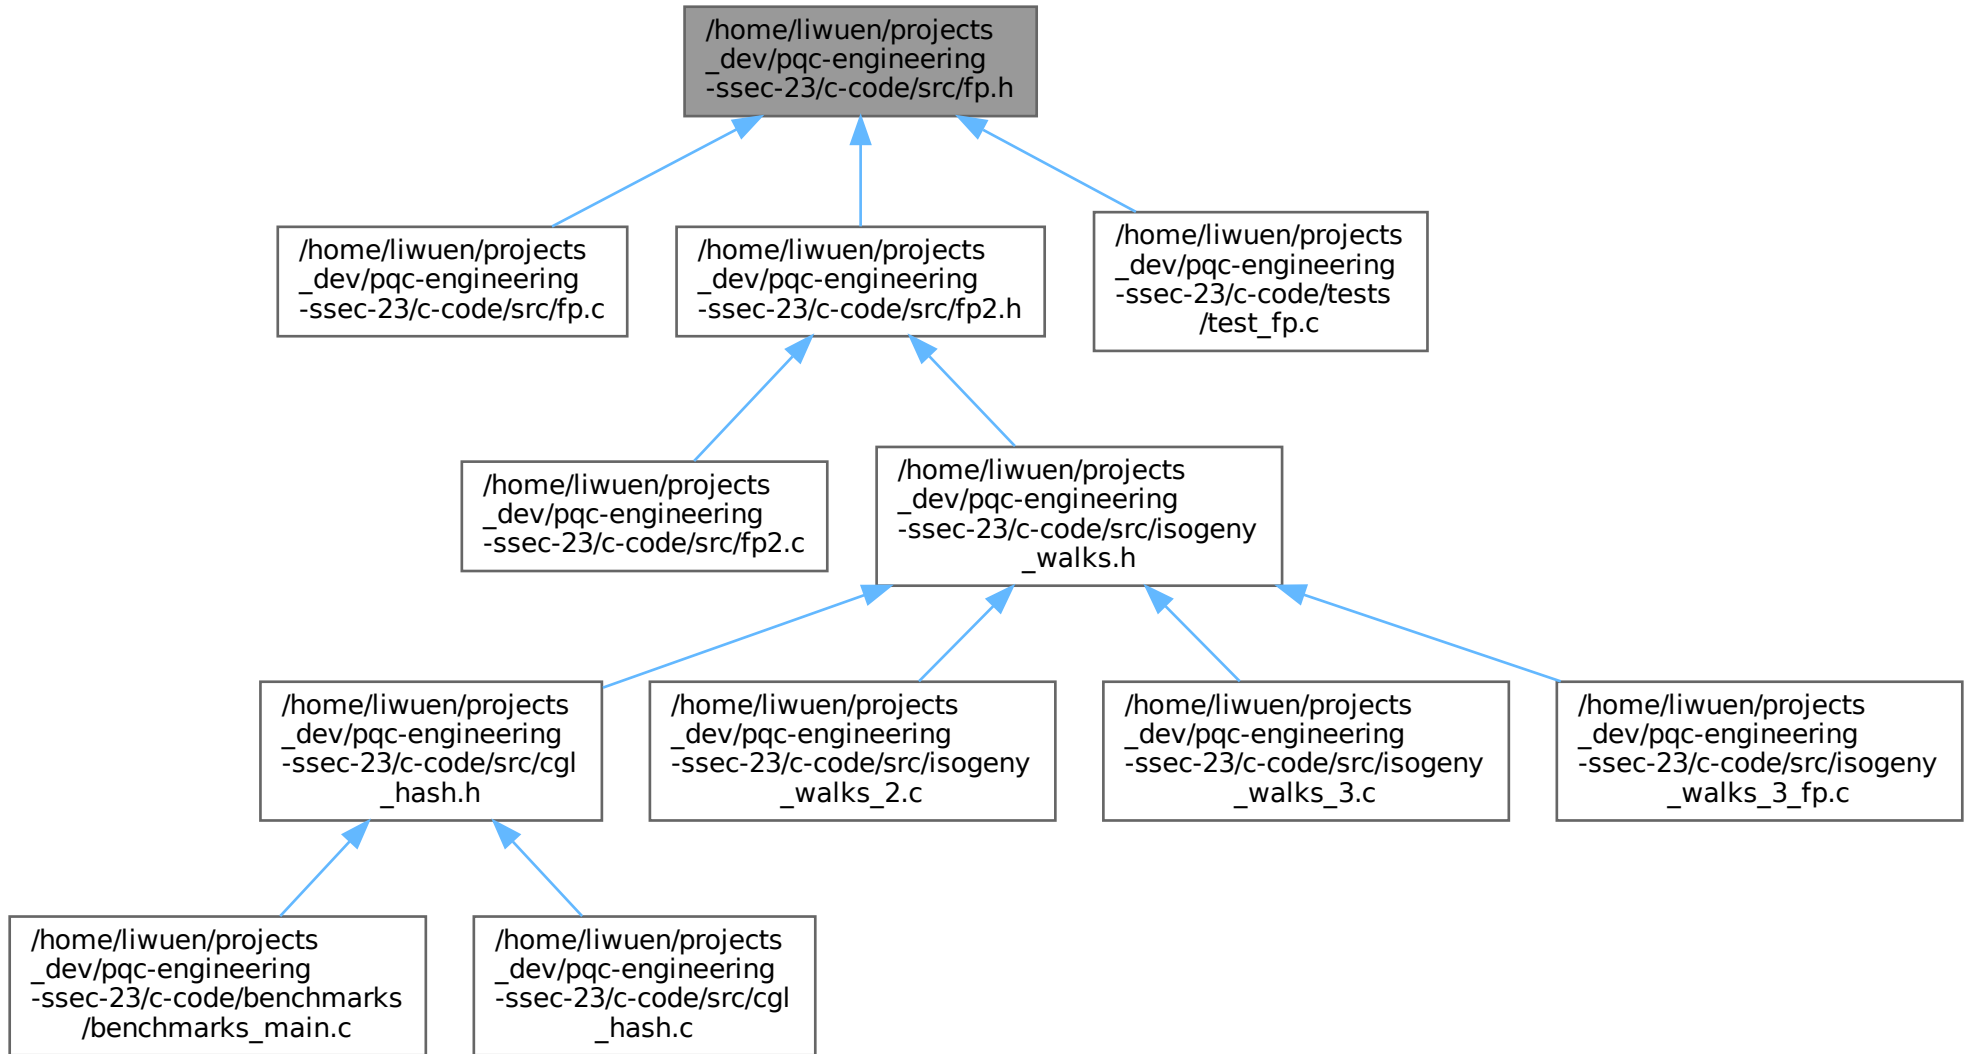 /home/liwuen/projects
_dev/pqc-engineering
-ssec-23/c-code/src/fp.h
/home/liwuen/projects
_dev/pqc-engineering
-ssec-23/c-code/src/fp.c
/home/liwuen/projects
_dev/pqc-engineering
-ssec-23/c-code/src/fp2.h
/home/liwuen/projects
_dev/pqc-engineering
-ssec-23/c-code/tests
/test_fp.c
/home/liwuen/projects
_dev/pqc-engineering
-ssec-23/c-code/src/fp2.c
/home/liwuen/projects
_dev/pqc-engineering
-ssec-23/c-code/src/isogeny
_walks.h
/home/liwuen/projects
_dev/pqc-engineering
-ssec-23/c-code/src/cgl
_hash.h
/home/liwuen/projects
_dev/pqc-engineering
-ssec-23/c-code/src/isogeny
_walks_2.c
/home/liwuen/projects
_dev/pqc-engineering
-ssec-23/c-code/src/isogeny
_walks_3.c
/home/liwuen/projects
_dev/pqc-engineering
-ssec-23/c-code/src/isogeny
_walks_3_fp.c
/home/liwuen/projects
_dev/pqc-engineering
-ssec-23/c-code/benchmarks
/benchmarks_main.c
/home/liwuen/projects
_dev/pqc-engineering
-ssec-23/c-code/src/cgl
_hash.c